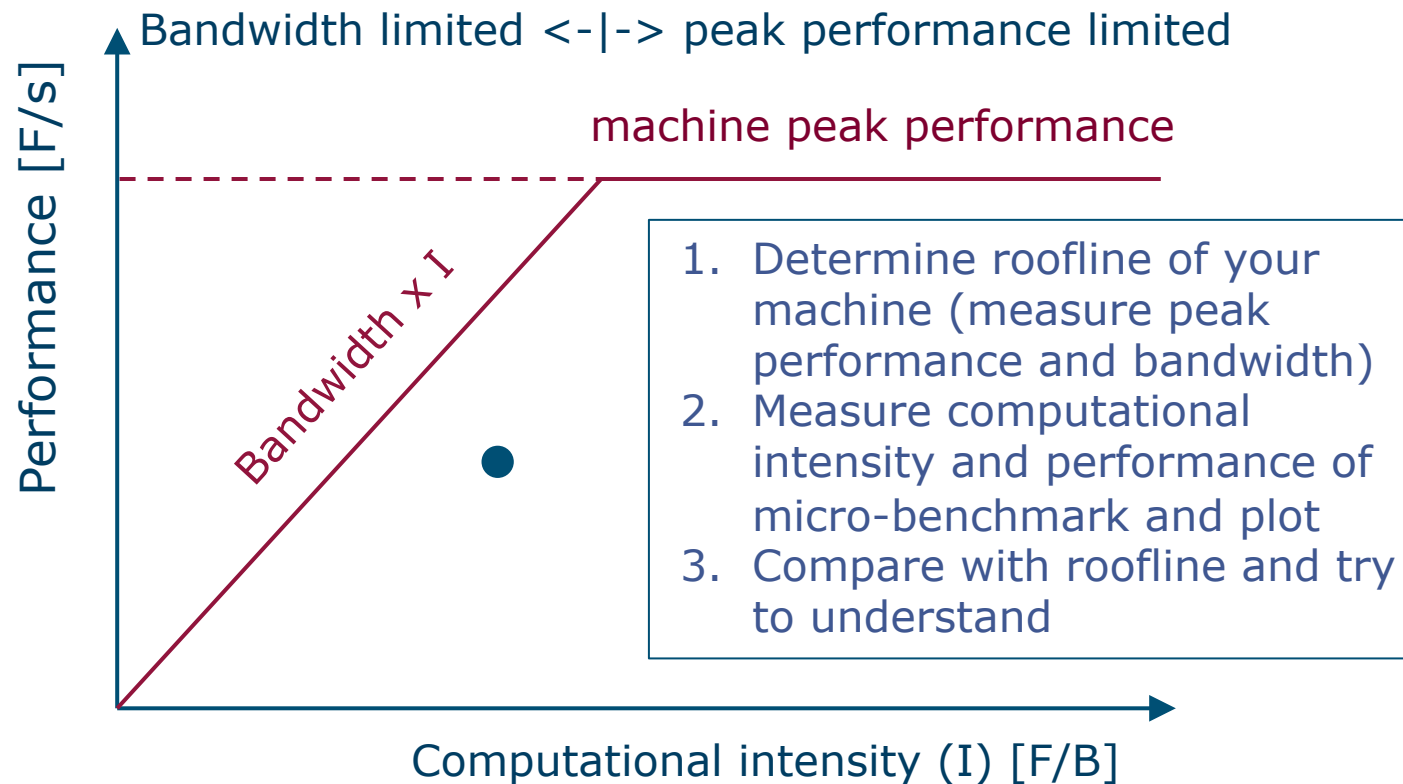 Bandwidth limited <-|-> peak performance limited
Performance [F/s]
machine peak performance
Bandwidth x I
1. Determine roofline of your
machine (measure peak
performance and bandwidth)
2. Measure computational
intensity and performance of
micro-benchmark and plot
3. Compare with roofline and try
to understand
Computational intensity (I) [F/B]